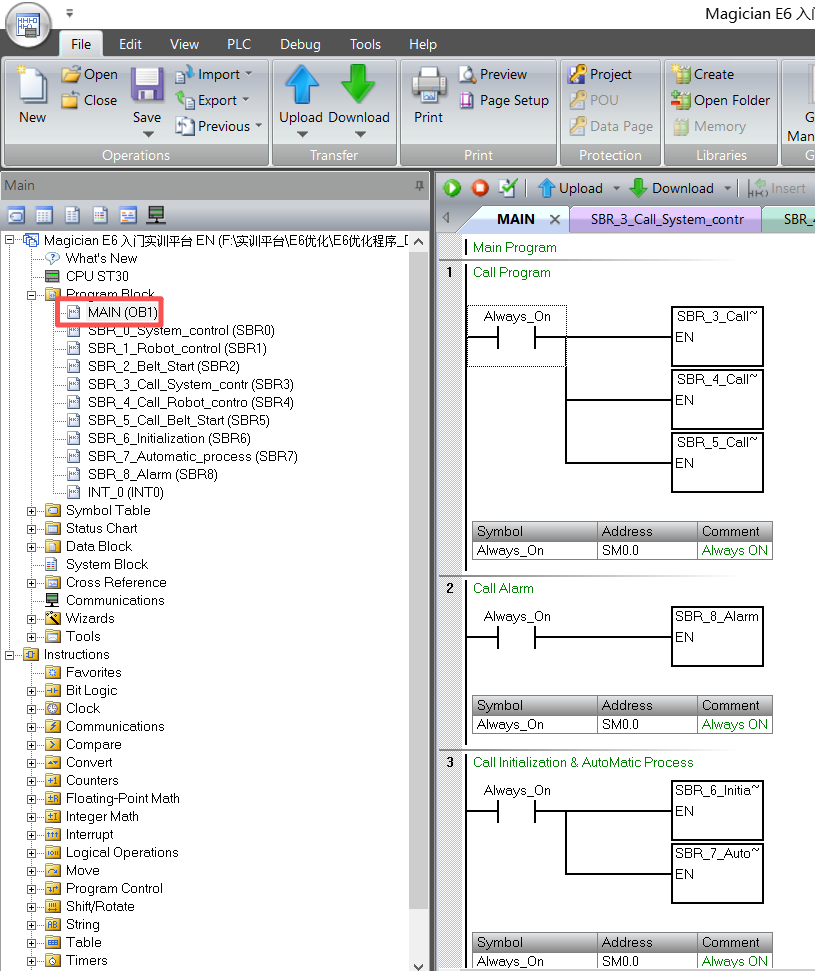 Magician E6 入
File Edit View PLC Debug Tools Help
New Open Close Save Import Export Previous
Operations
Upload Download
Transfer
Print Preview Page Setup
Print
Project POU Data Page
Protection
Create Open Folder Memory
Libraries
Main
Magician E6 入门实训平台 EN (F:\实训平台\E6优化\E6优化程序_
What's New
CPU ST30
Program Block
MAIN (OB1)
SBR_0_System_control (SBR0)
SBR_1_Robot_control (SBR1)
SBR_2_Belt_Start (SBR2)
SBR_3_Call_System_contr (SBR3)
SBR_4_Call_Robot_contro (SBR4)
SBR_5_Call_Belt_Start (SBR5)
SBR_6_Initialization (SBR6)
SBR_7_Automatic_process (SBR7)
SBR_8_Alarm (SBR8)
INT_0 (INT0)
Symbol Table
Status Chart
Data Block
System Block
Cross Reference
Communications
Wizards
Tools
Instructions
Favorites
Bit Logic
Clock
Communications
Compare
Convert
Counters
Floating-Point Math
Integer Math
Interrupt
Logical Operations
Move
Program Control
Shift/Rotate
String
Table
Timers
Upload Download Insert
MAIN SBR_3_Call_System_contr SBR_
Main Program
1 Call Program
Always_On SBR_3_Call~
EN
SBR_4_Call~
EN
SBR_5_Call~
EN
Symbol Address Comment
Always_On SM0.0 Always ON
2 Call Alarm
Always_On SBR_8_Alarm
EN
Symbol Address Comment
Always_On SM0.0 Always ON
3 Call Initialization & AutoMatic Process
Always_On SBR_6_Initia~
EN
SBR_7_Auto~
EN
Symbol Address Comment
Always_On SM0.0 Always ON